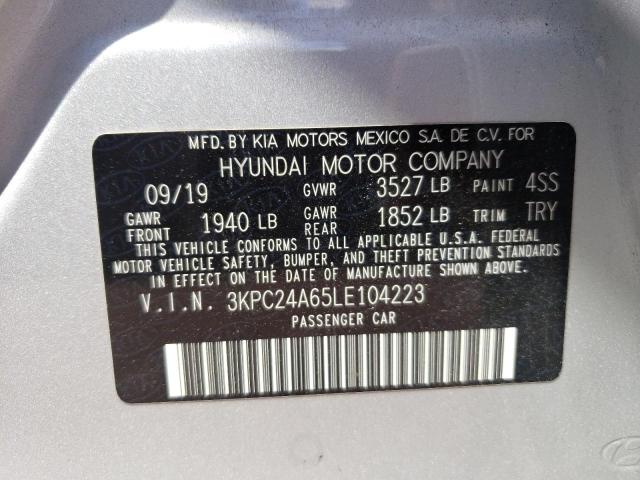 MFD. BY KIA MOTORS MEXICO S.A. DE C.V. FOR
HYUNDAI MOTOR COMPANY
09/19 GVWR 3527 LB PAINT 4SS
GAWR FRONT 1940 LB GAWR REAR 1852 LB TRIM TRY
THIS VEHICLE CONFORMS TO ALL APPLICABLE U.S.A. FEDERAL
MOTOR VEHICLE SAFETY, BUMPER, AND THEFT PREVENTION STANDARDS
IN EFFECT ON THE DATE OF MANUFACTURE SHOWN ABOVE.
V.I.N. 3KPC24A65LE104223
PASSENGER CAR